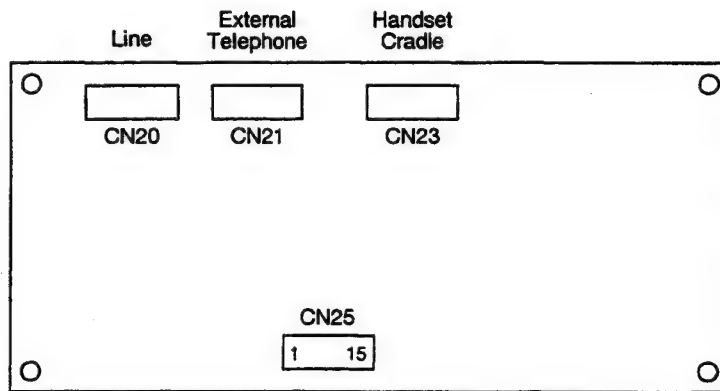 Line
External
Telephone
Handset
Cradle
CN20
CN21
CN23
CN25
1 15